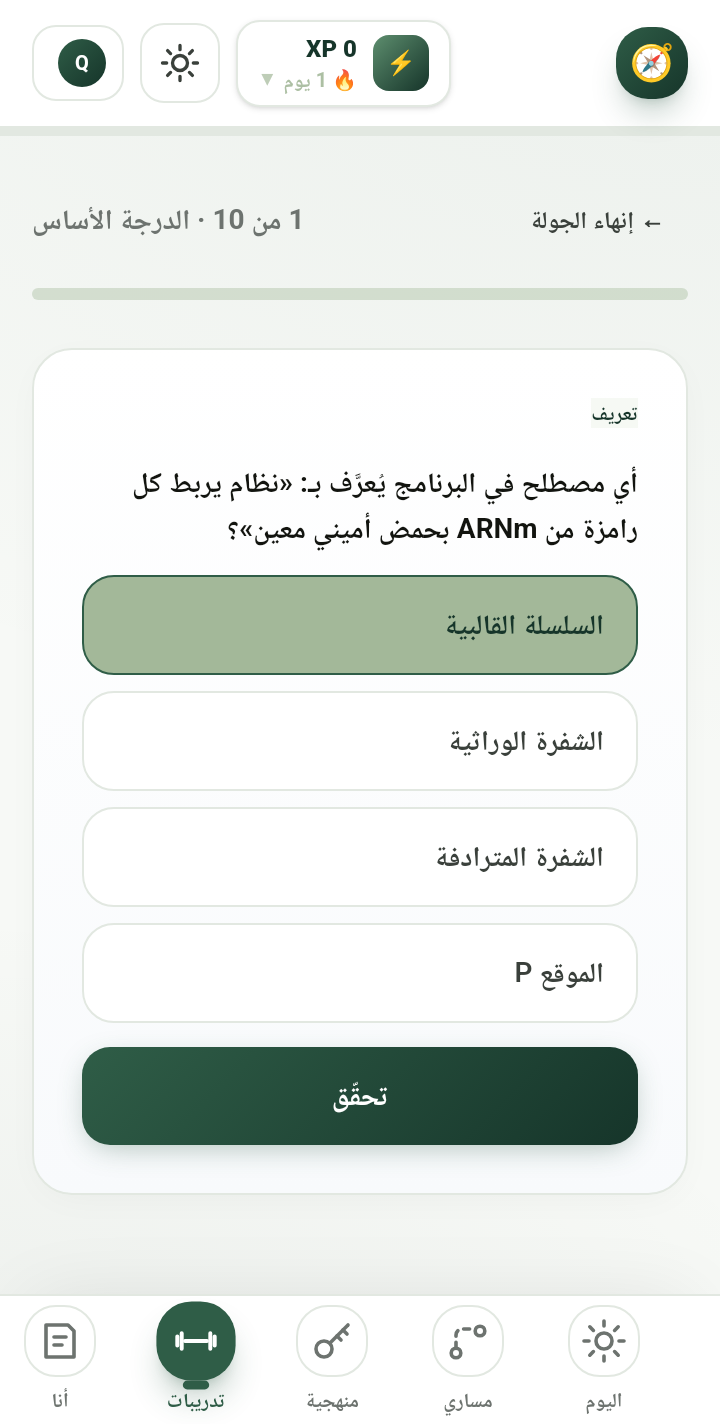 XP 0
🔥 1 يوم ▼
Q
← إنهاء الجولة
1 من 10 · الدرجة الأساس
تعريف
أي مصطلح في البرنامج يُعرَّف بـ: «نظام يربط كل
رامزة من ARNm بحمض أميني معين»؟
السلسلة القالبية
الشفرة الوراثية
الشفرة المترادفة
الموقع P
تحقّق
اليوم
مساري
منهجية
تدريبات
أنا